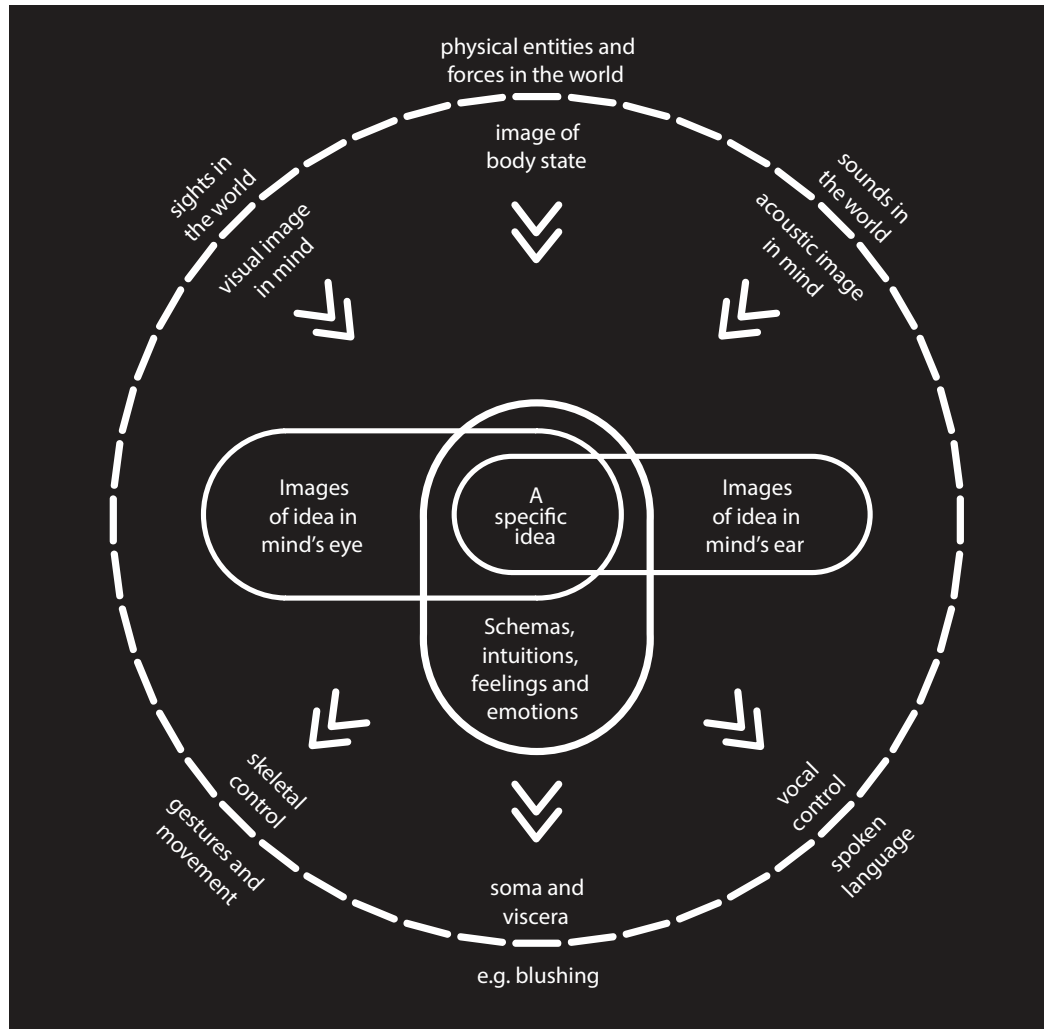 physical entities and
forces in the world
image of
body state
sights in
the world
visual image
in mind
sounds in
the world
acoustic image
in mind
Images
of idea in
mind's eye
A
specific
idea
Images
of idea in
mind's ear
Schemas,
intuitions,
feelings and
emotions
skeletal
control
gestures and
movement
vocal
control
spoken
language
soma and
viscera
e.g. blushing